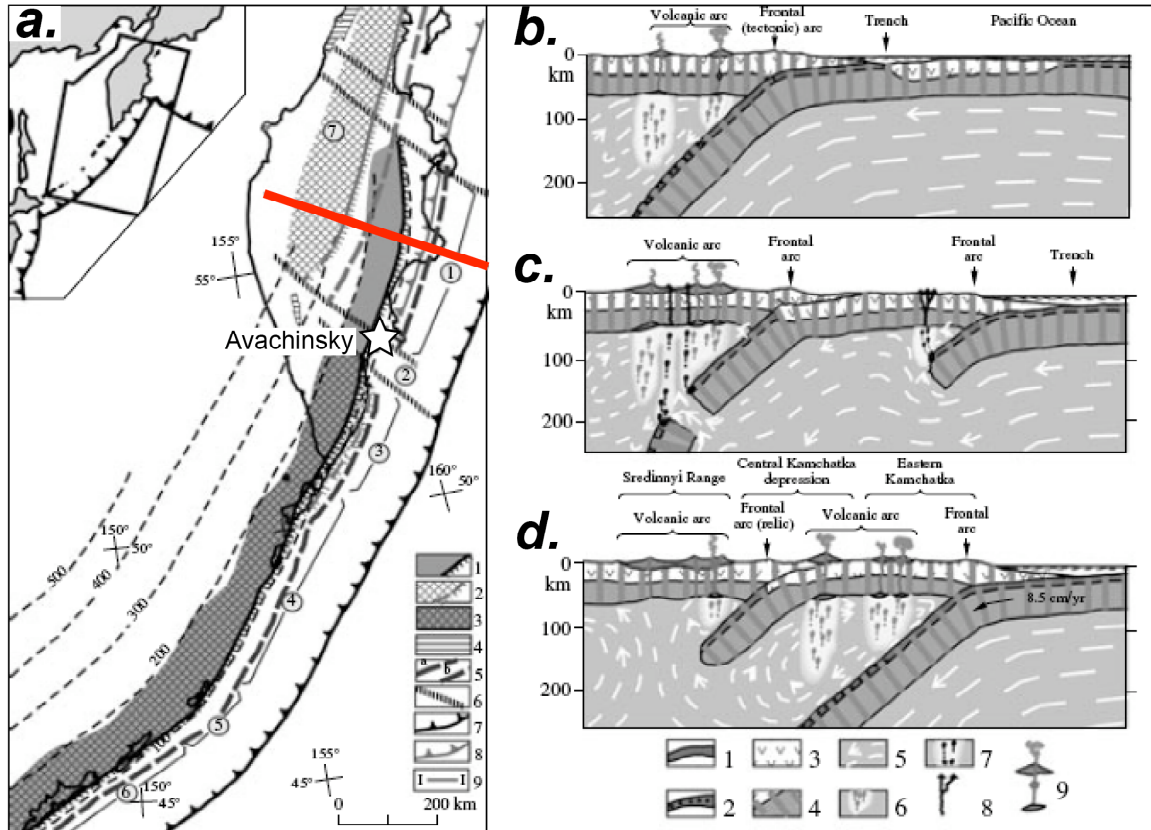 a.
155°
55°
7
1
Avachinsky
2
3
160°
50°
150°
50°
500
400
300
200
100
4
5
6
150°
45°
155°
45°
0 200 km
1
2
3
4
a b 5
6
7
8
I I 9
b.
Volcanic arc
Frontal
(tectonic) arc
Trench
Pacific Ocean
0
km
100
200
c.
Volcanic arc
Frontal
arc
Frontal
arc
Trench
0
km
100
200
d.
Sredinnyi Range
Central Kamchatka
depression
Eastern
Kamchatka
Volcanic arc
Frontal
arc (relic)
Volcanic arc
Frontal
arc
0
km
100
200
8.5 cm/yr
1 3 5 7
2 4 6 8 9